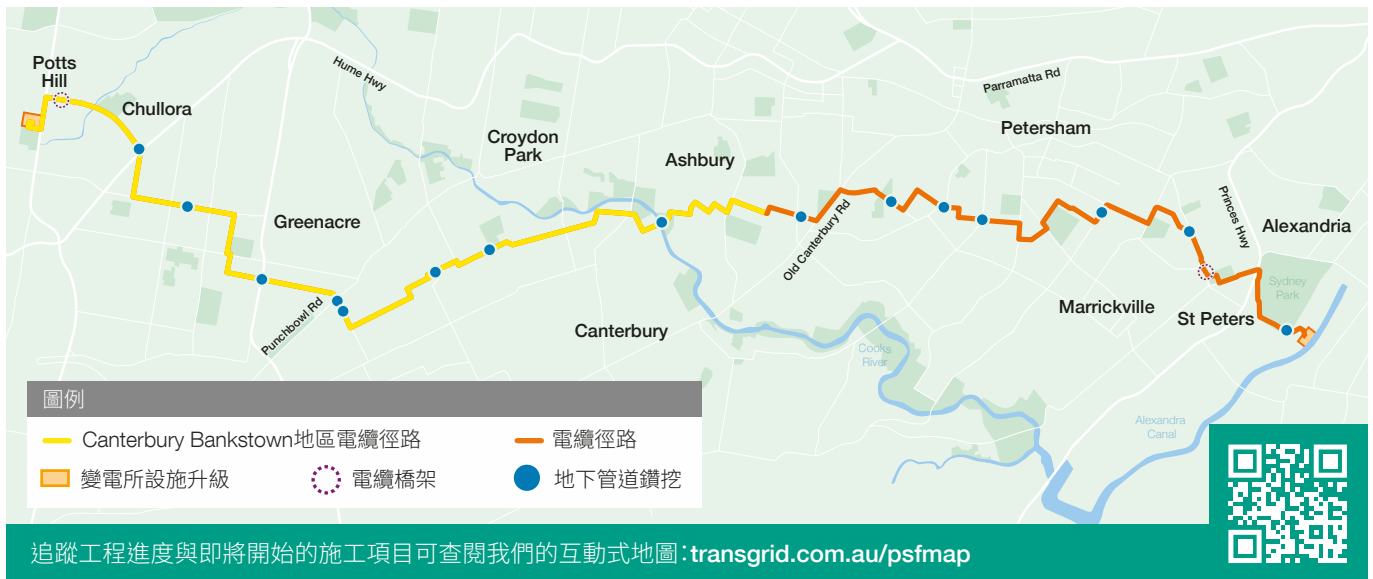 Potts
Hill
Chullora
Hume Hwy
Croydon
Park
Ashbury
Parramatta Rd
Petersham
Greenacre
Old Canterbury Rd
Princes Hwy
Alexandria
Sydney
Park
Punchbowl Rd
Canterbury
Marrickville
St Peters
Cooks
River
Alexandra
Canal
圖例
Canterbury Bankstown地區電纜徑路
電纜徑路
變電所設施升級
電纜橋架
地下管道鑽挖
追蹤工程進度與即將開始的施工項目可查閱我們的互動式地圖:transgrid.com.au/psfmap